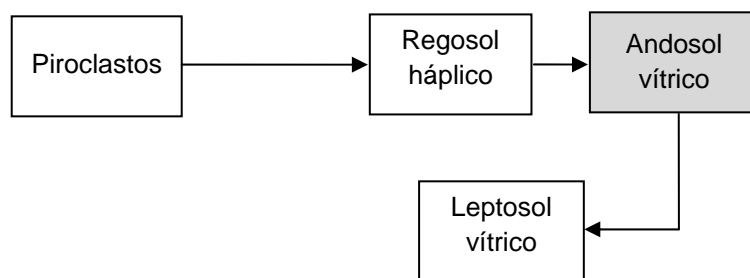 Piroclastos
Regosol
háplico
Andosol
vítrico
Leptosol
vítrico